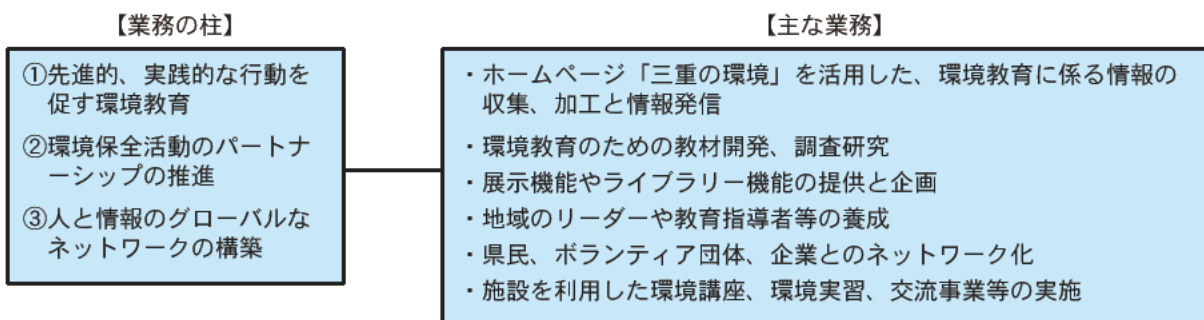 【業務の柱】
①先進的、実践的な行動を
促す環境教育
②環境保全活動のパートナ
ーシップの推進
③人と情報のグローバルな
ネットワークの構築
【主な業務】
・ホームページ「三重の環境」を活用した、環境教育に係る情報の
収集、加工と情報発信
・環境教育のための教材開発、調査研究
・展示機能やライブラリー機能の提供と企画
・地域のリーダーや教育指導者等の養成
・県民、ボランティア団体、企業とのネットワーク化
・施設を利用した環境講座、環境実習、交流事業等の実施